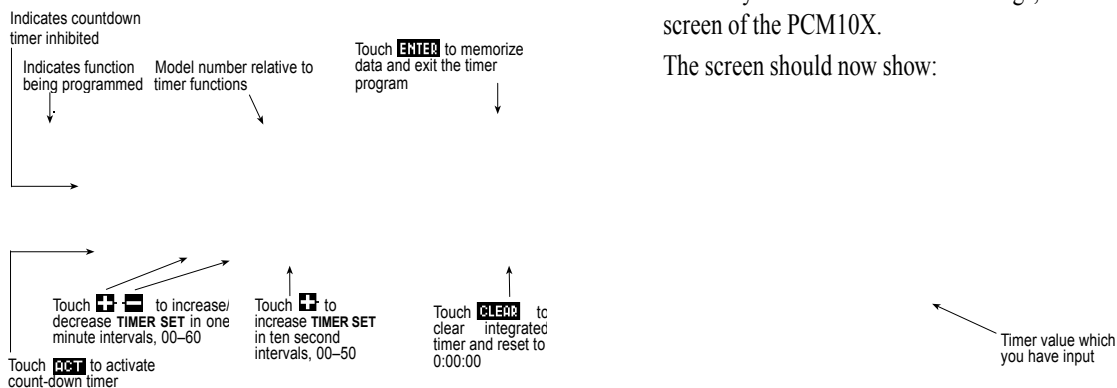 Indicates countdown
timer inhibited
Indicates function
being programmed
Model number relative to
timer functions
Touch ENTER to memorize
data and exit the timer
program
Touch + - to increase/
decrease TIMER SET in one
minute intervals, 00–60
Touch + to
increase TIMER SET
in ten second
intervals, 00–50
Touch CLEAR to
clear integrated
timer and reset to
0:00:00
Touch ACT to activate
count-down timer
screen of the PCM10X.
The screen should now show:
Timer value which
you have input